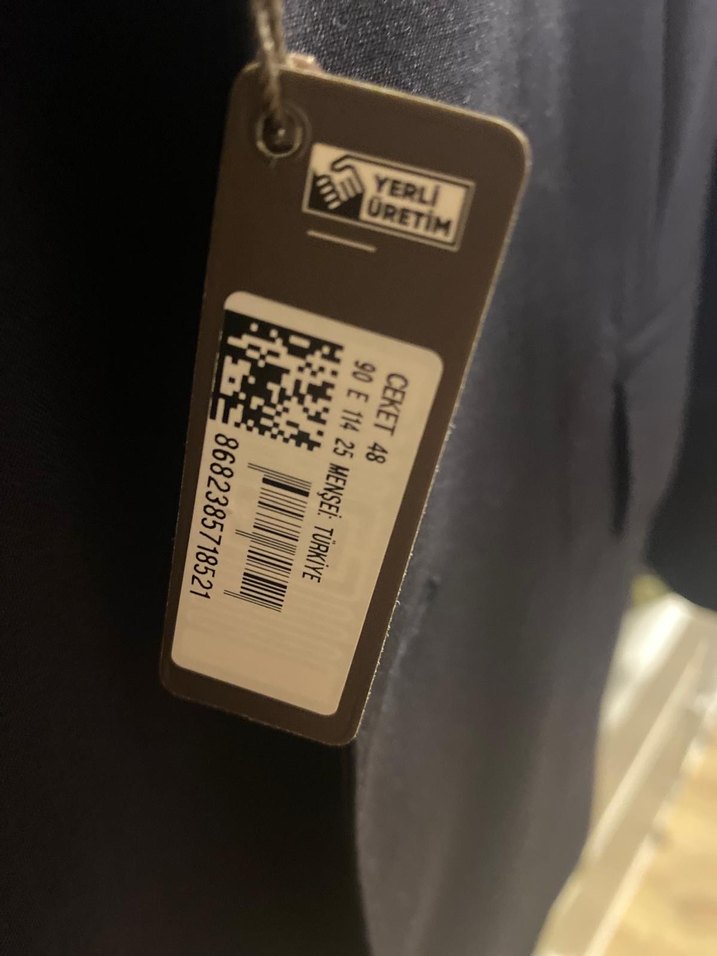 YERLİ
ÜRETİM
CEKET 48
90 E 114 25 MENŞEİ: TÜRKİYE
8682385718521